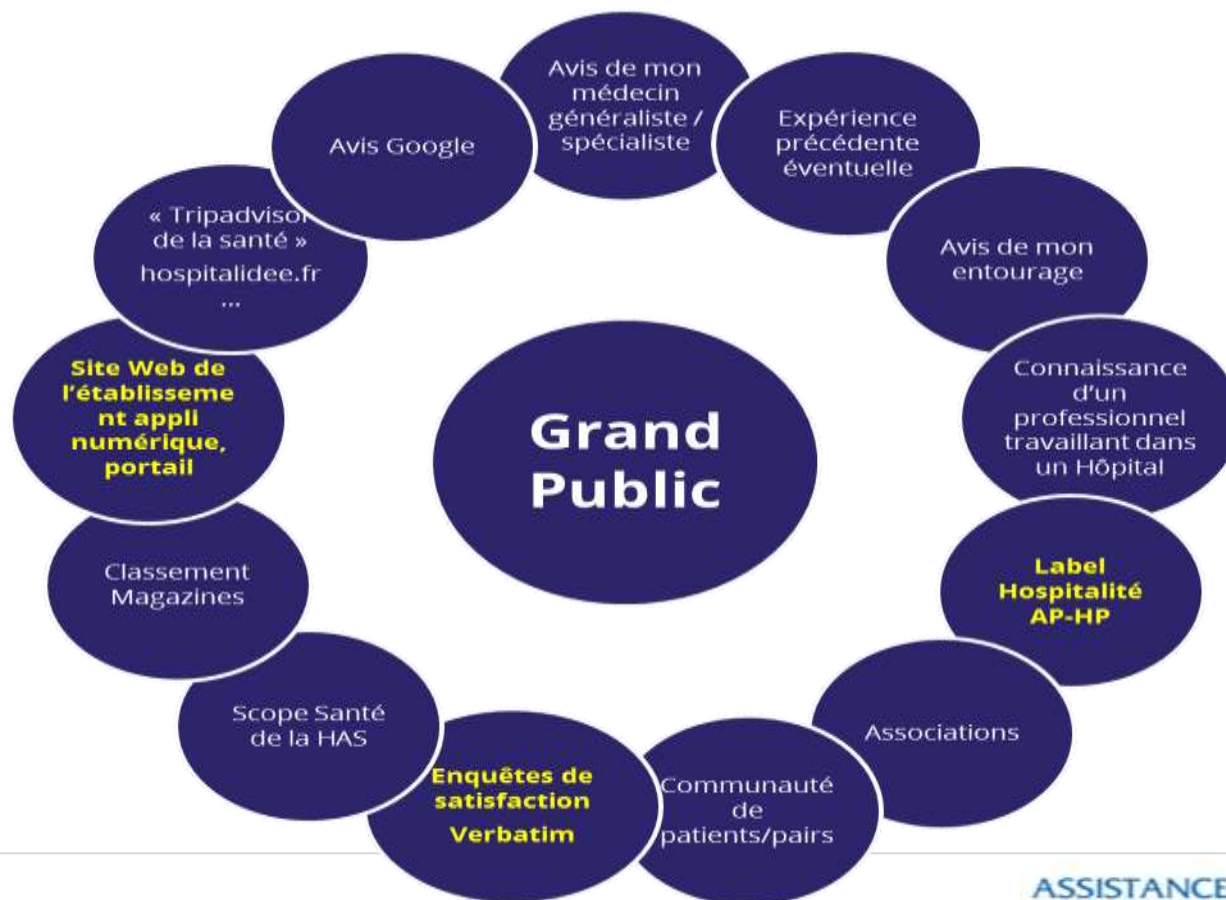 Avis de mon
médecin
généraliste /
spécialiste
Expérience
précédente
éventuelle
Avis de mon
entourage
Connaissance
d'un
professionnel
travaillant dans
un Hôpital
Label
Hospitalité
AP-HP
Associations
Communauté
de
patients/pairs
Enquêtes de
satisfaction
Verbatim
Scope Santé
de la HAS
Classement
Magazines
Site Web de
l'établisseme
nt appli
numérique,
portail
« Tripadvisor
de la santé »
hospitalidee.fr
...
Avis Google
Grand
Public
ASSISTANCE